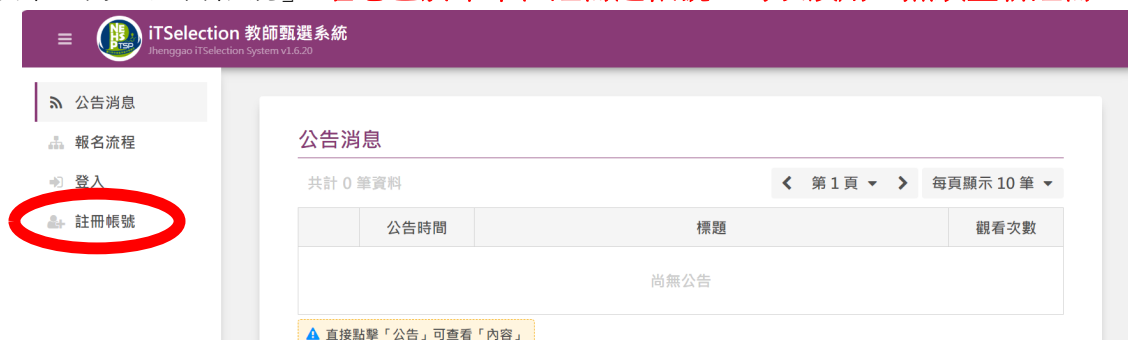 iTSelection 教師甄選系統
Jhenggao iTSelection System v1.6.20
公告消息
報名流程
登入
註冊帳號
公告消息
共計 0 筆資料
第 1 頁
每頁顯示 10 筆
公告時間 標題 觀看次數
尚無公告
直接點擊「公告」可查看「內容」